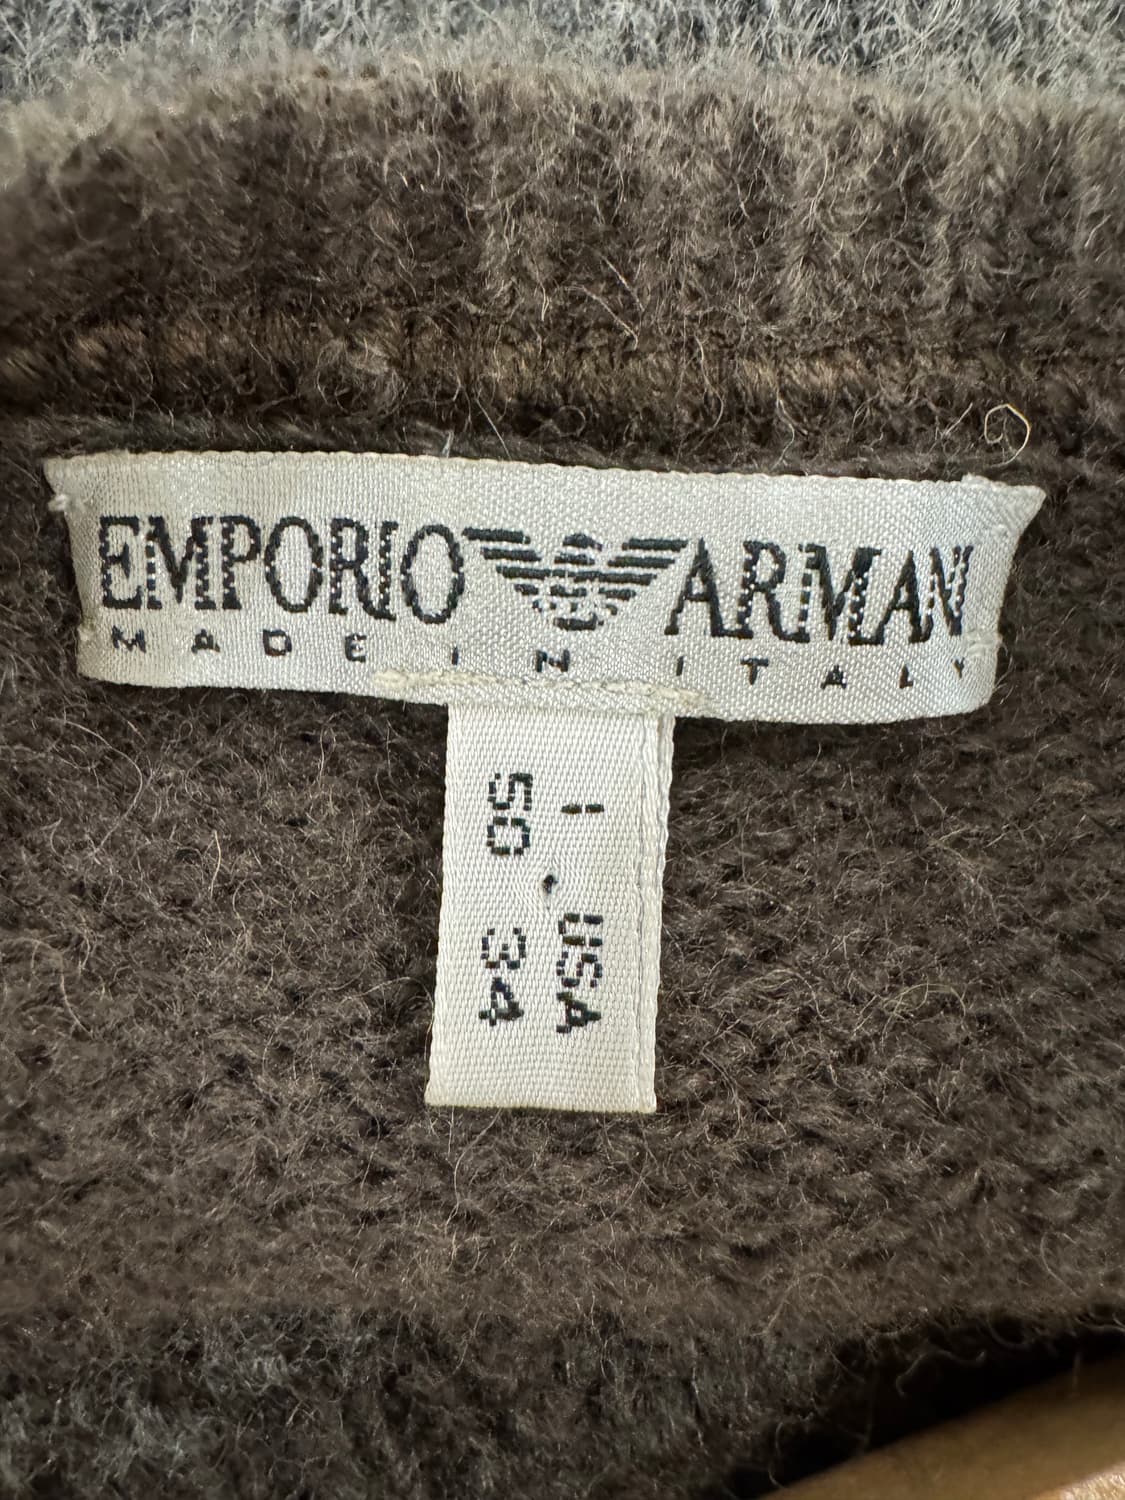 EMPORIO ARMAN
MADE IN ITALY
I USA
50 34